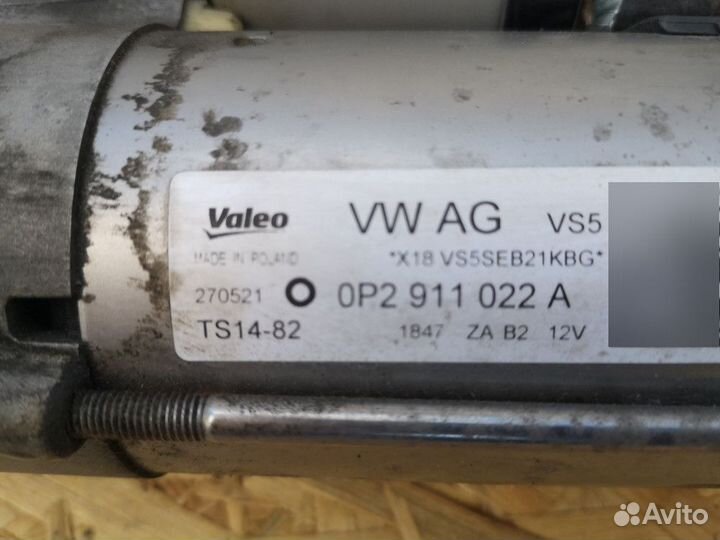 Valeo VW AG VS5
MADE IN POLAND *X18 VS5SEB21KBG*
270521 0P2 911 022 A
TS14-82 1847 ZA B2 12V
Avito